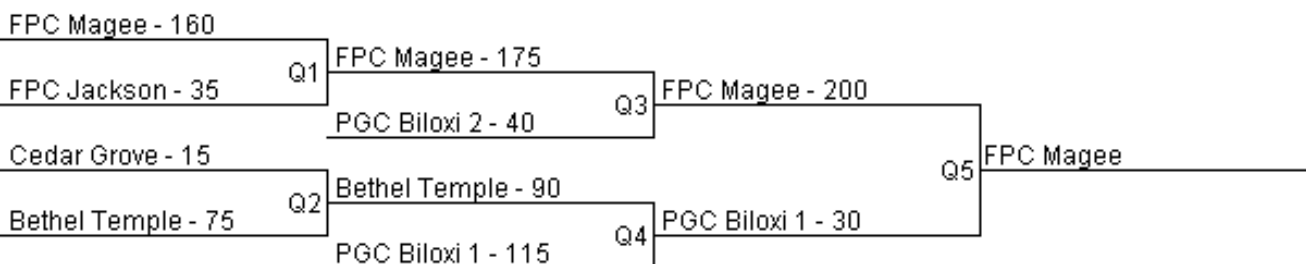 FPC Magee - 160
Q1
FPC Jackson - 35
FPC Magee - 175
Q3
PGC Biloxi 2 - 40
Cedar Grove - 15
Q2
Bethel Temple - 75
Bethel Temple - 90
Q4
PGC Biloxi 1 - 115
FPC Magee - 200
Q5
PGC Biloxi 1 - 30
FPC Magee